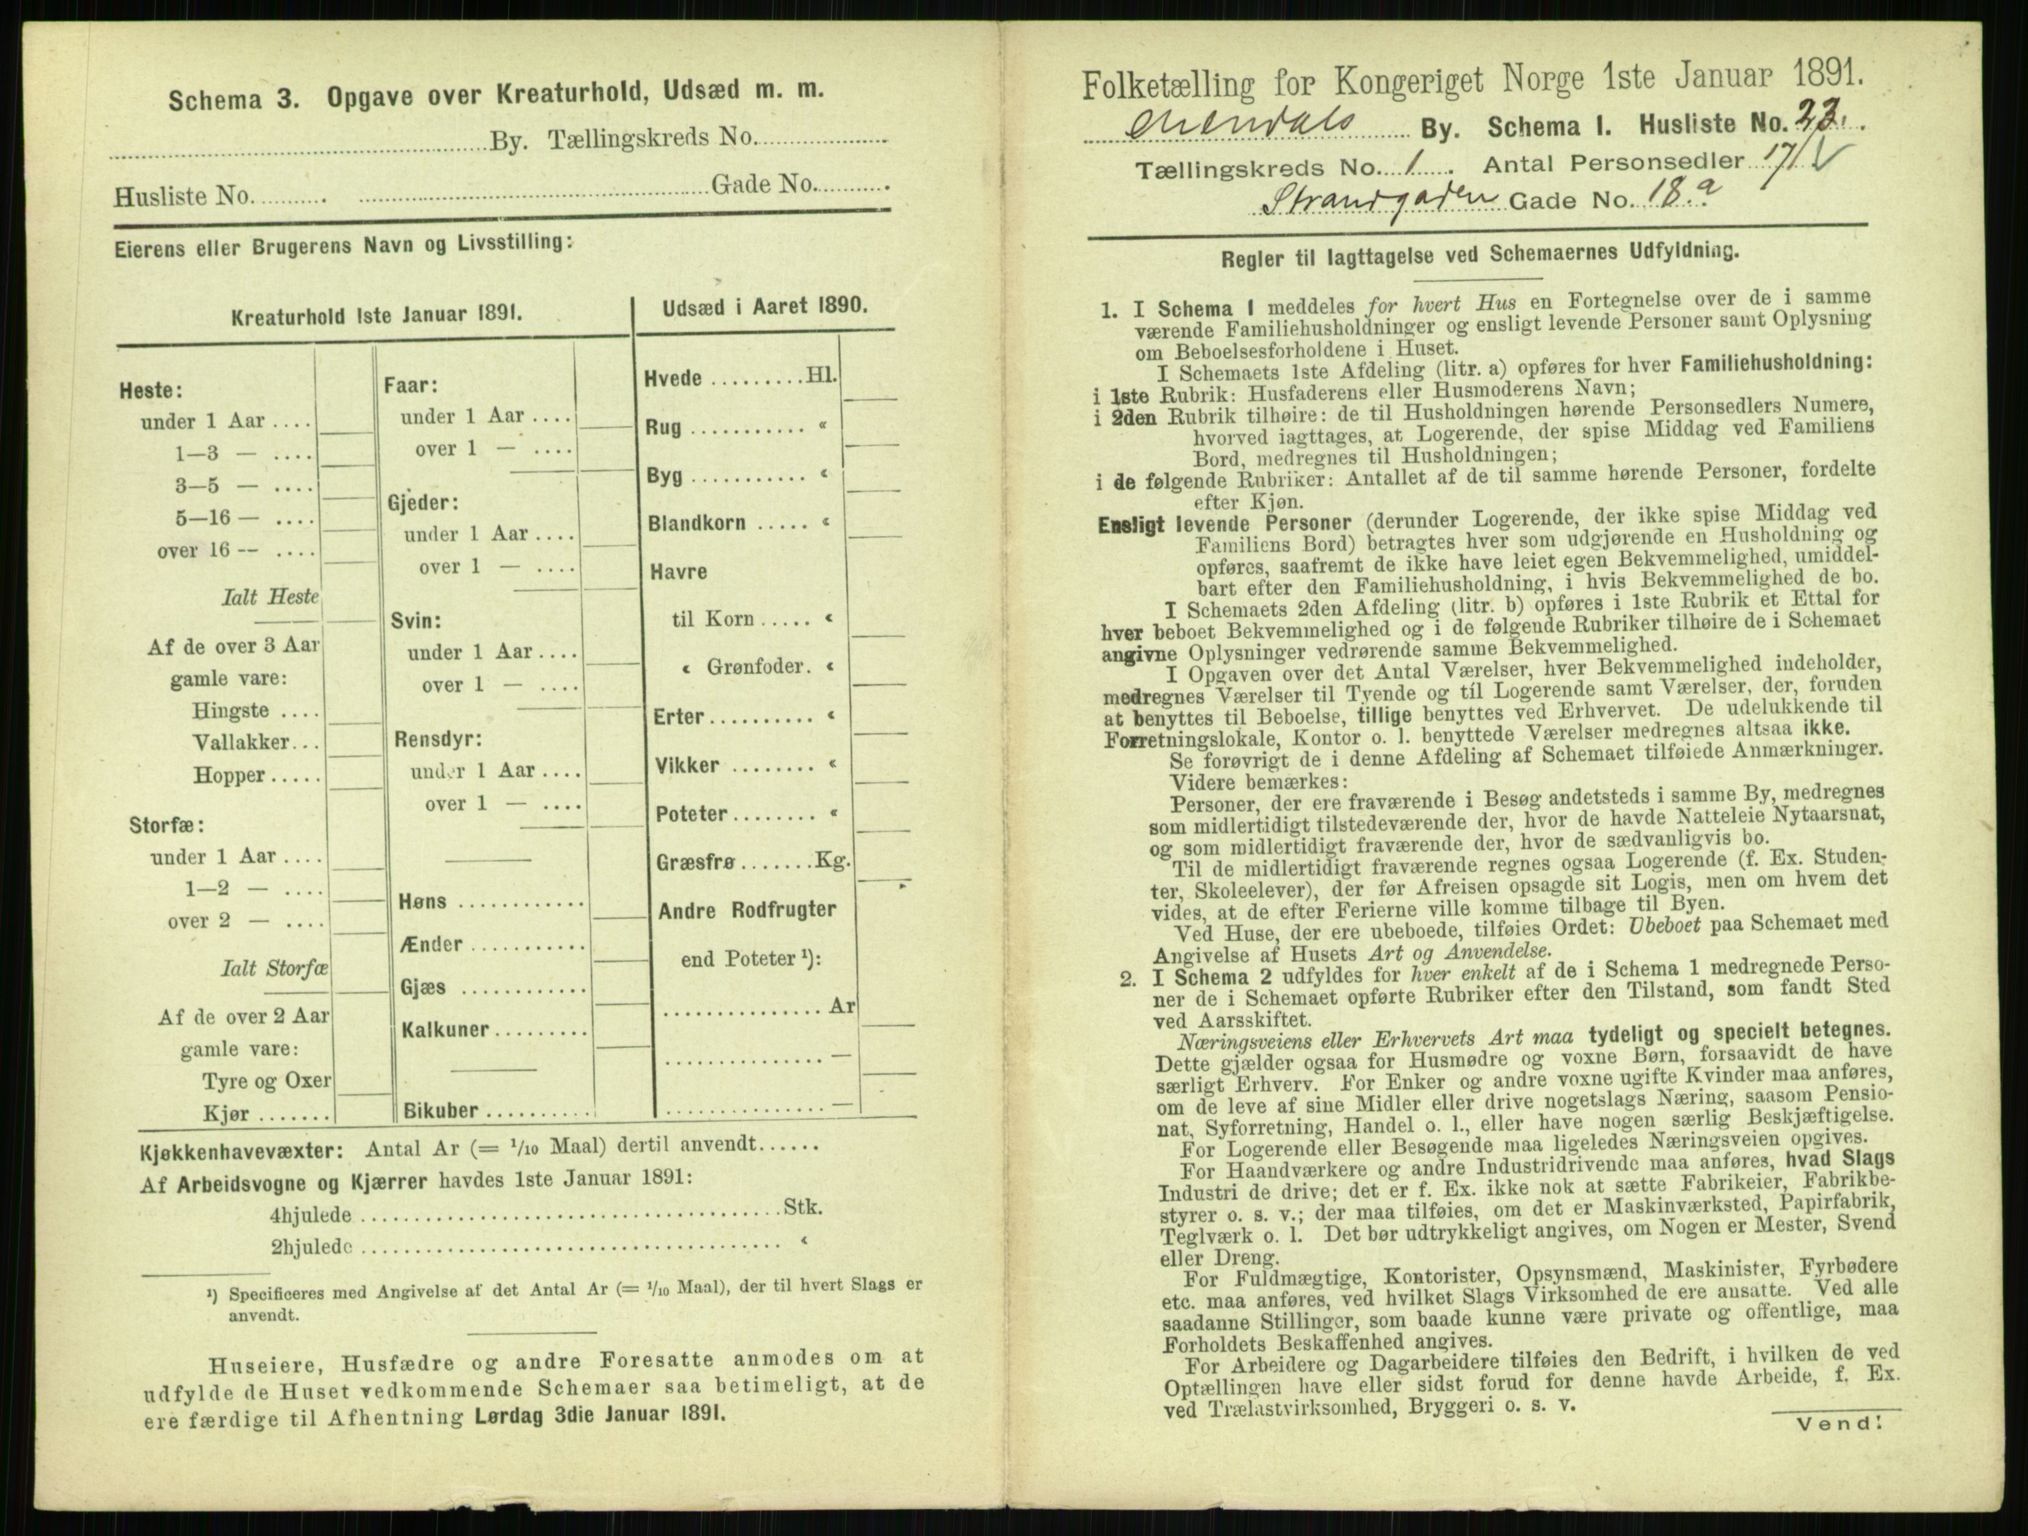 Schema 3. Opgave over Kreaturhold, Udsæd m. m.
By. Tællingskreds No.
Husliste No. Gade No.
Eierens eller Brugerens Navn og Livsstilling:
Kreaturhold 1ste Januar 1891.
Heste:
under 1 Aar ....
1—3 — ....
3—5 — ....
5—16 — ....
over 16 — ....
Ialt Heste
Af de over 3 Aar
gamle vare:
Hingste ....
Vallakker...
Hopper .....
Storfæ:
under 1 Aar ....
1—2 — ....
over 2 — ....
Ialt Storfæ
Af de over 2 Aar
gamle vare:
Tyre og Oxer
Kjør .......
Faar:
under 1 Aar ....
over 1 — ....
Gjeder:
under 1 Aar ....
over 1 — ....
Svin:
under 1 Aar ....
over 1 — ....
Rensdyr:
under 1 Aar ....
over 1 — ....
Høns ............
Ænder ...........
Gjæs ............
Kalkuner.........
Bikuber ..........
Udsæd i Aaret 1890.
Hvede .........Hl.
Rug ........... «
Byg ........... «
Blandkorn ..... «
Havre
til Korn ..... «
« Grønfoder. «
Erter.......... «
Vikker ........ «
Poteter........ «
Græsfrø .......Kg.
Andre Rodfrugter
end Poteter ¹):
............... Ar
............... —
............... —
Kjøkkenhavevæxter: Antal Ar (= 1/10 Maal) dertil anvendt......
Af Arbeidsvogne og Kjærrer havdes 1ste Januar 1891:
4hjulede ......................................Stk.
2hjulede ...................................... «
¹) Specificeres med Angivelse af det Antal Ar (= 1/10 Maal), der til hvert Slags er
anvendt.
Huseiere, Husfædre og andre Foresatte anmodes om at
udfylde de Huset vedkommende Schemaer saa betimeligt, at de
ere færdige til Afhentning Lørdag 3die Januar 1891.
Folketælling for Kongeriget Norge 1ste Januar 1891.
By. Schema 1. Husliste No. 23.
Tællingskreds No. 1. Antal Personsedler 17
Strandgaden Gade No. 18 a
Regler til Iagttagelse ved Schemaernes Udfyldning.
1. I Schema 1 meddeles for hvert Hus en Fortegnelse over de i samme
værende Familiehusholdninger og ensligt levende Personer samt Oplysning
om Beboelsesforholdene i Huset.
I Schemaets 1ste Afdeling (litr. a) opføres for hver Familiehusholdning:
i 1ste Rubrik: Husfaderens eller Husmoderens Navn;
i 2den Rubrik tilhøire: de til Husholdningen hørende Personsedlers Numere,
hvorved iagttages, at Logerende, der spise Middag ved Familiens
Bord, medregnes til Husholdningen;
i de følgende Rubriker: Antallet af de til samme hørende Personer, fordelte
efter Kjøn.
Ensligt levende Personer (derunder Logerende, der ikke spise Middag ved
Familiens Bord) betragtes hver som udgjørende en Husholdning og
opføres, saafremt de ikke have leiet egen Bekvemmelighed, umiddel-
bart efter den Familiehusholdning, i hvis Bekvemmelighed de bo.
I Schemaets 2den Afdeling (litr. b) opføres i 1ste Rubrik et Ettal for
hver beboet Bekvemmelighed og i de følgende Rubriker tilhøire de i Schemaet
angivne Oplysninger vedrørende samme Bekvemmelighed.
I Opgaven over det Antal Værelser, hver Bekvemmelighed indeholder,
medregnes Værelser til Tyende og til Logerende samt Værelser, der, foruden
at benyttes til Beboelse, tillige benyttes ved Erhvervet. De udelukkende til
Forretningslokale, Kontor o. l. benyttede Værelser medregnes altsaa ikke.
Se forøvrigt de i denne Afdeling af Schemaet tilføiede Anmærkninger.
Videre bemærkes:
Personer, der ere fraværende i Besøg andetsteds i samme By, medregnes
som midlertidigt tilstedeværende der, hvor de havde Natteleie Nytaarsnat,
og som midlertidigt fraværende der, hvor de sædvanligvis bo.
Til de midlertidigt fraværende regnes ogsaa Logerende (f. Ex. Studen-
ter, Skoleelever), der før Afreisen opsagde sit Logis, men om hvem det
vides, at de efter Ferierne ville komme tilbage til Byen.
Ved Huse, der ere ubeboede, tilføies Ordet: Ubeboet paa Schemaet med
Angivelse af Husets Art og Anvendelse.
2. I Schema 2 udfyldes for hver enkelt af de i Schema 1 medregnede Perso-
ner de i Schemaet opførte Rubriker efter den Tilstand, som fandt Sted
ved Aarsskiftet.
Næringsveiens eller Erhvervets Art maa tydeligt og specielt betegnes.
Dette gjælder ogsaa for Husmødre og voxne Børn, forsaavidt de have
særligt Erhverv. For Enker og andre voxne ugifte Kvinder maa anføres,
om de leve af sine Midler eller drive nogetslags Næring, saasom Pensio-
nat, Syforretning, Handel o. l., eller have nogen særlig Beskjæftigelse.
For Logerende eller Besøgende maa ligeledes Næringsveien opgives.
For Haandværkere og andre Industridrivende maa anføres, hvad Slags
Industri de drive; det er f. Ex. ikke nok at sætte Fabrikeier, Fabrikbe-
styrer o. s. v.; der maa tilføies, om det er Maskinværksted, Papirfabrik,
Teglværk o. l. Det bør udtrykkeligt angives, om Nogen er Mester, Svend
eller Dreng.
For Fuldmægtige, Kontorister, Opsynsmænd, Maskinister, Fyrbødere
etc. maa anføres, ved hvilket Slags Virksomhed de ere ansatte. Ved alle
saadanne Stillinger, som baade kunne være private og offentlige, maa
Forholdets Beskaffenhed angives.
For Arbeidere og Dagarbeidere tilføies den Bedrift, i hvilken de ved
Optællingen have eller sidst forud for denne havde Arbeide, f. Ex.
ved Trælastvirksomhed, Bryggeri o. s. v.
Vend!